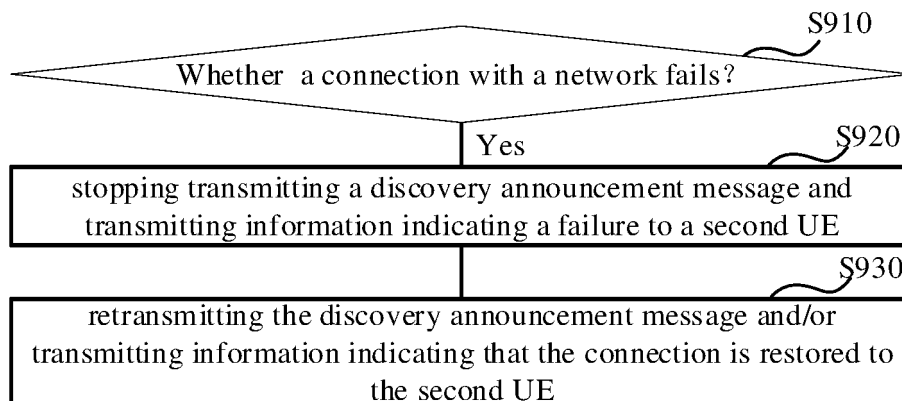 S910
Whether a connection with a network fails?
Yes
S920
stopping transmitting a discovery announcement message and
transmitting information indicating a failure to a second UE
S930
retransmitting the discovery announcement message and/or
transmitting information indicating that the connection is restored to
the second UE